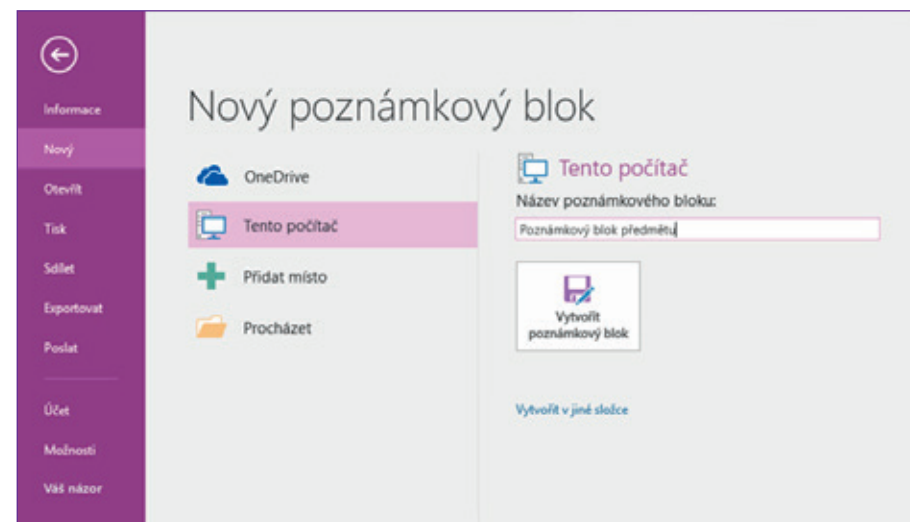 Informace
Nový
Otevřít
Tisk
Sdílet
Exportovat
Poslat
Účet
Možnosti
Váš názor
Nový poznámkový blok
OneDrive
Tento počítač
Přidat místo
Procházet
Tento počítač
Název poznámkového bloku:
Poznámkový blok předmětu
Vytvořit
poznámkový blok
Vytvořit v jiné složce